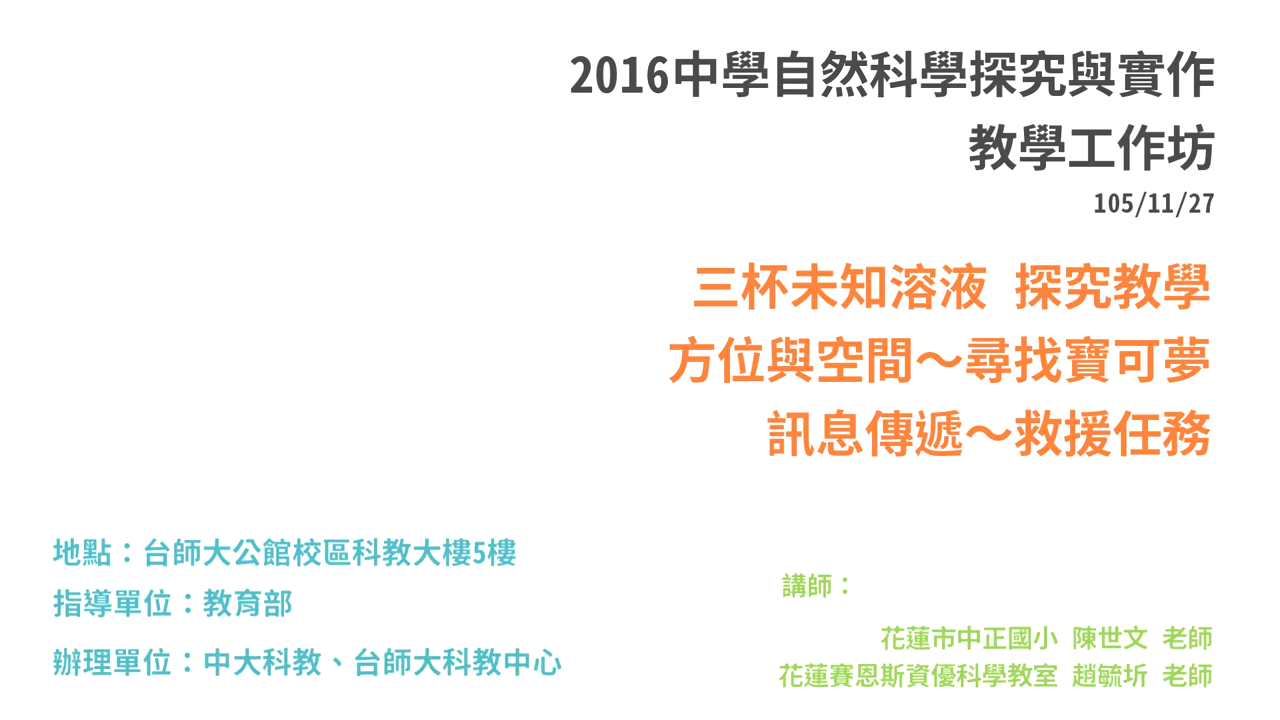 2016中學自然科學探究與實作
教學工作坊
105/11/27
三杯未知溶液 探究教學
方位與空間～尋找寶可夢
訊息傳遞～救援任務
地點：台師大公館校區科教大樓5樓
指導單位：教育部
辦理單位：中大科教、台師大科教中心
講師：
花蓮市中正國小 陳世文 老師
花蓮賽恩斯資優科學教室 趙毓圻 老師